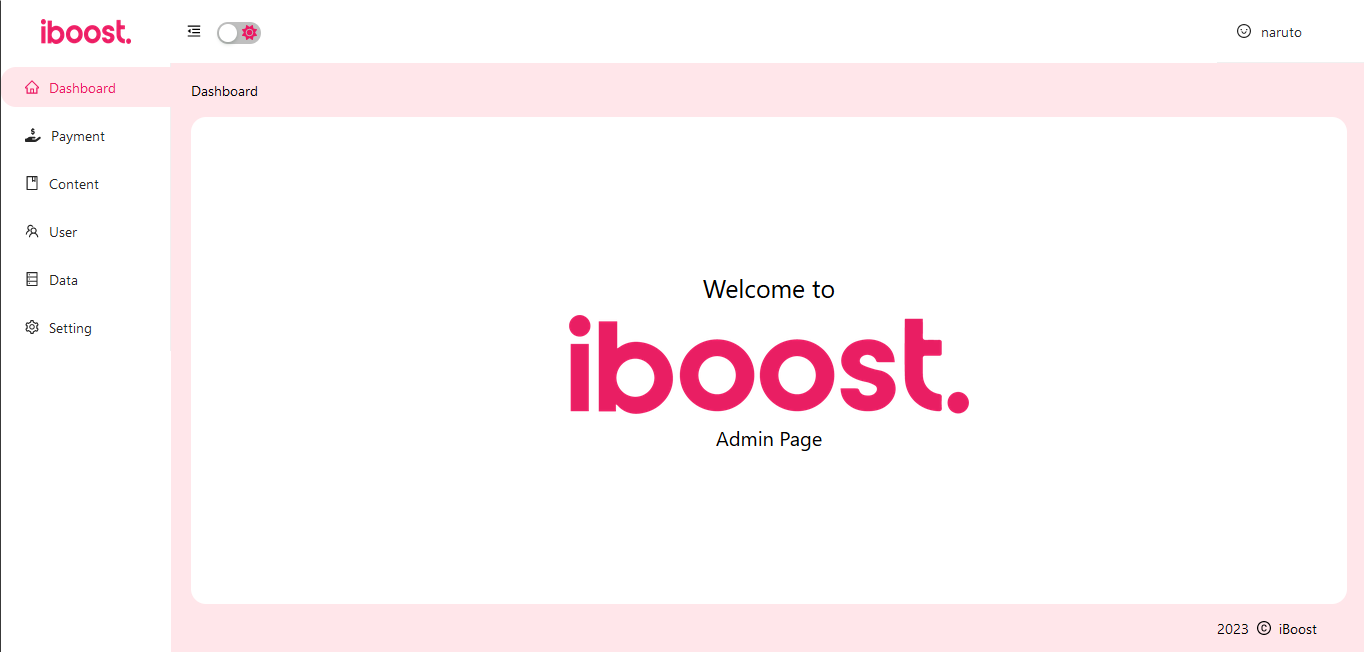 iboost.
naruto
Dashboard
Payment
Content
User
Data
Setting
Dashboard
Welcome to
iboost.
Admin Page
2023 © iBoost